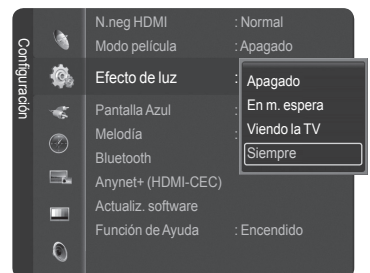 Configuración
N.neg HDMI : Normal
Modo película : Apagado
Efecto de luz :
Apagado
En m. espera
Viendo la TV
Siempre
Pantalla Azul :
Melodía :
Bluetooth
Anynet+ (HDMI-CEC)
Actualiz. software
Función de Ayuda : Encendido